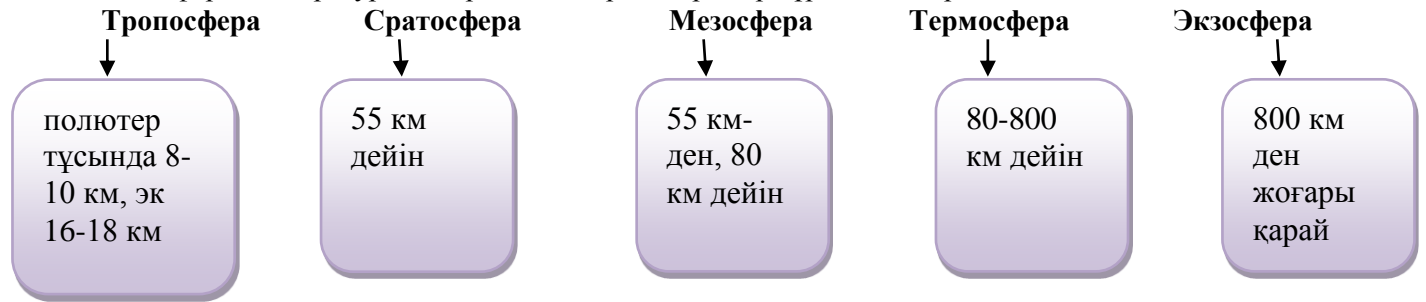 Тропосфера Сратосфера Мезосфера Термосфера Экзосфера
полютер
тұсында 8-
10 км, эк
16-18 км
55 км
дейін
55 км-
ден, 80
км дейін
80-800
км дейін
800 км
ден
жоғары
қарай